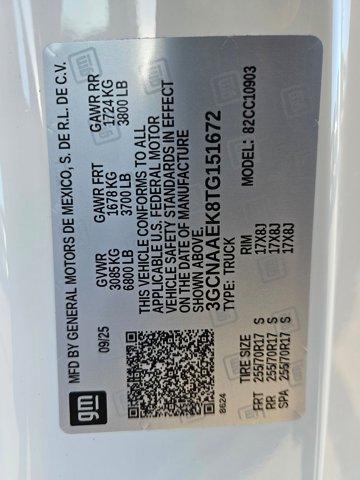 gm
MFD BY GENERAL MOTORS DE MEXICO, S. DE R.L. DE C.V.
09/25
GVWR GAWR FRT GAWR RR
3085 KG 1678 KG 1724 KG
6800 LB 3700 LB 3800 LB
THIS VEHICLE CONFORMS TO ALL
APPLICABLE U.S. FEDERAL MOTOR
VEHICLE SAFETY STANDARDS IN EFFECT
ON THE DATE OF MANUFACTURE
SHOWN ABOVE.
3GCNAAEK8TG151672
TYPE: TRUCK MODEL: 82CC10903
8624
TIRE SIZE RIM
FRT 255/70R17 S 17X8J
RR 255/70R17 S 17X8J
SPA 255/70R17 S 17X8J